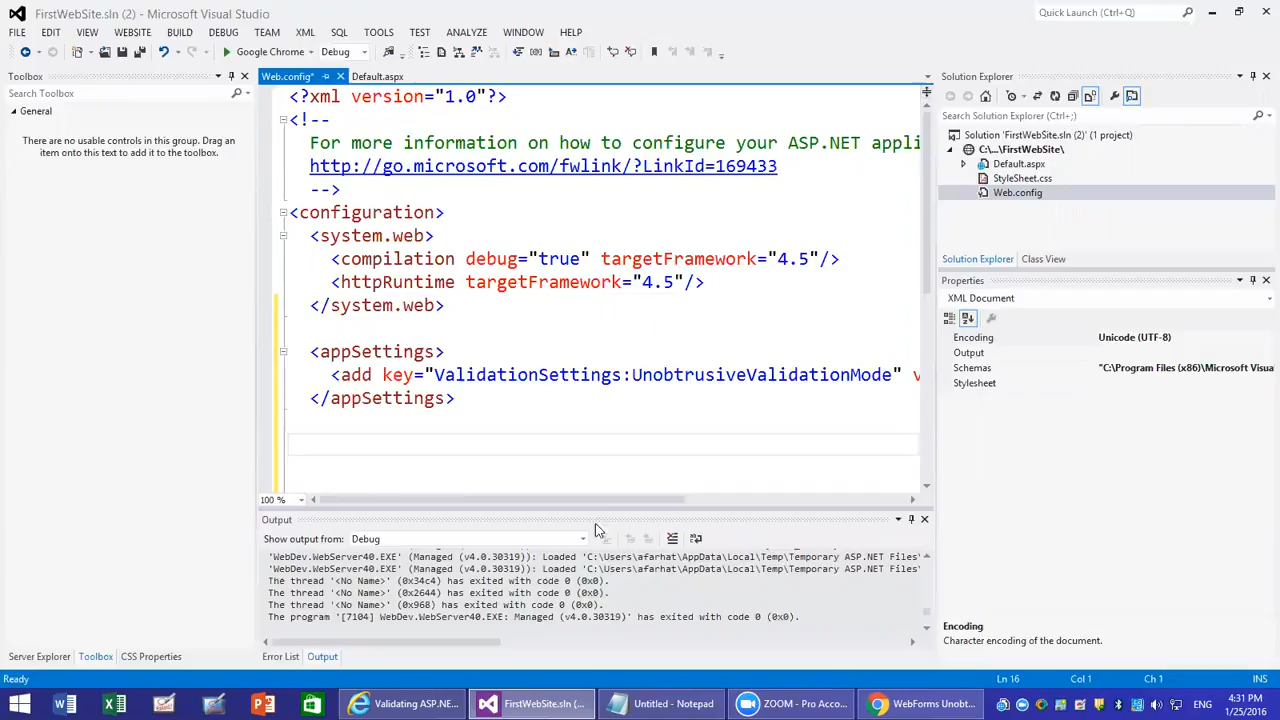 FirstWebSite.sln (2) - Microsoft Visual Studio
Quick Launch (Ctrl+Q)
FILE EDIT VIEW WEBSITE BUILD DEBUG TEAM XML SQL TOOLS TEST ANALYZE WINDOW HELP
Google Chrome Debug
Toolbox
Search Toolbox
General
There are no usable controls in this group. Drag an
item onto this text to add it to the toolbox.
Web.config* Default.aspx
<?xml version="1.0"?>
<!--
For more information on how to configure your ASP.NET appli
http://go.microsoft.com/fwlink/?LinkId=169433
-->
<configuration>
<system.web>
<compilation debug="true" targetFramework="4.5"/>
<httpRuntime targetFramework="4.5"/>
</system.web>
<appSettings>
<add key="ValidationSettings:UnobtrusiveValidationMode" v
</appSettings>
100 %
Output
Show output from: Debug
'WebDev.WebServer40.EXE' (Managed (v4.0.30319)): Loaded 'C:\Users\afarhat\AppData\Local\Temp\Temporary ASP.NET Files\
'WebDev.WebServer40.EXE' (Managed (v4.0.30319)): Loaded 'C:\Users\afarhat\AppData\Local\Temp\Temporary ASP.NET Files\
The thread '<No Name>' (0x34c4) has exited with code 0 (0x0).
The thread '<No Name>' (0x2644) has exited with code 0 (0x0).
The thread '<No Name>' (0x968) has exited with code 0 (0x0).
The program '[7104] WebDev.WebServer40.EXE: Managed (v4.0.30319)' has exited with code 0 (0x0).
Solution Explorer
Search Solution Explorer (Ctrl+;)
Solution 'FirstWebSite.sln (2)' (1 project)
C:\...\FirstWebSite\
Default.aspx
StyleSheet.css
Web.config
Solution Explorer Class View
Properties
XML Document
Encoding Unicode (UTF-8)
Output
Schemas "C:\Program Files (x86)\Microsoft Visua
Stylesheet
Encoding
Character encoding of the document.
Server Explorer Toolbox CSS Properties
Error List Output
Ready Ln 16 Col 1 Ch 1 INS
Validating ASP.NE... FirstWebSite.sln (... Untitled - Notepad ZOOM - Pro Acco... WebForms Unobt...
ENG
4:31 PM
1/25/2016